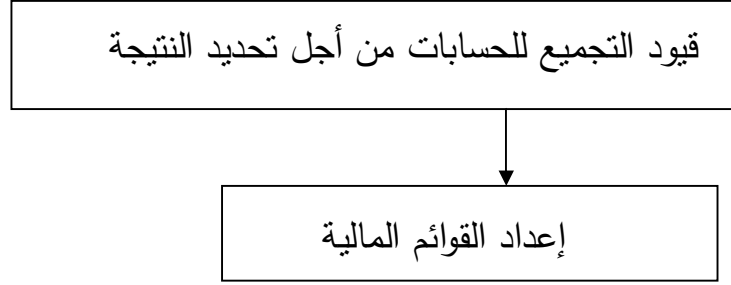 قيود التجميع للحسابات من أجل تحديد النتيجة
إعداد القوائم المالية